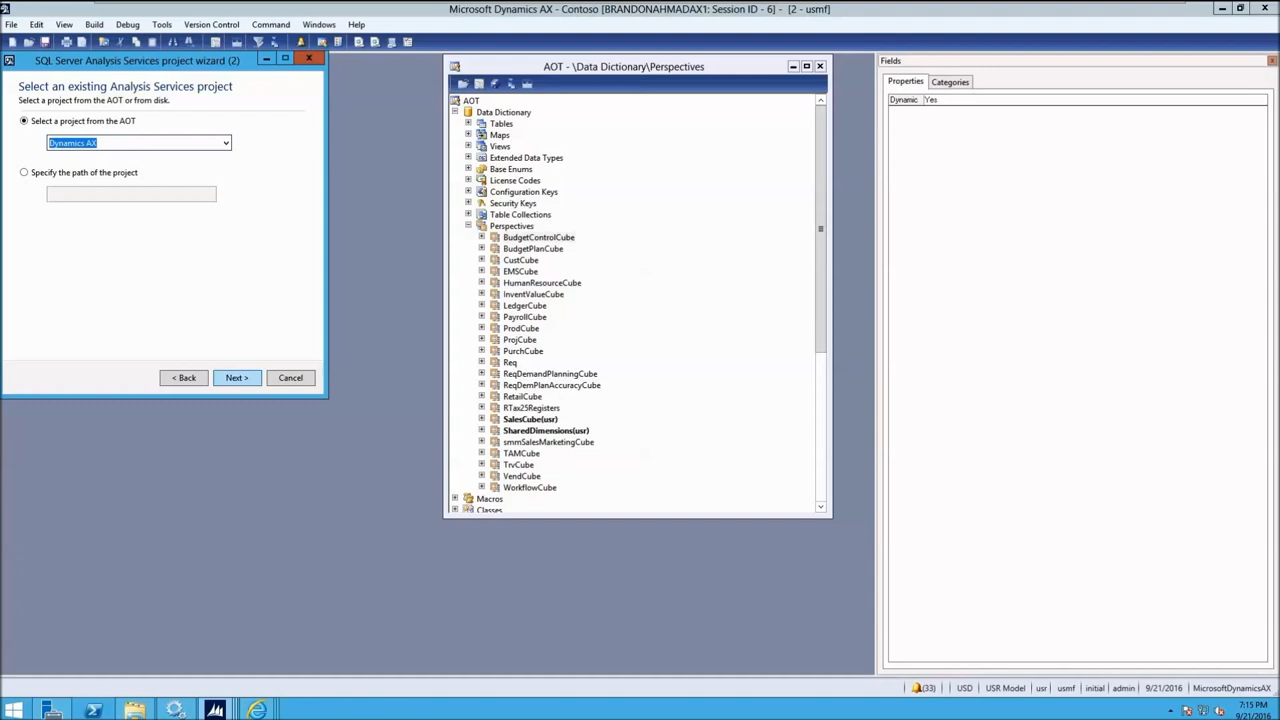 Microsoft Dynamics AX - Contoso [BRANDONAHMADAX1: Session ID - 6] - [2 - usmf]
File Edit View Build Debug Tools Version Control Command Windows Help
SQL Server Analysis Services project wizard (2)
Select an existing Analysis Services project
Select a project from the AOT or from disk.
Select a project from the AOT
Dynamics AX
Specify the path of the project
< Back Next > Cancel
AOT - \Data Dictionary\Perspectives
AOT
Data Dictionary
Tables
Maps
Views
Extended Data Types
Base Enums
License Codes
Configuration Keys
Security Keys
Table Collections
Perspectives
BudgetControlCube
BudgetPlanCube
CustCube
EMSCube
HumanResourceCube
InventValueCube
LedgerCube
PayrollCube
ProdCube
ProjCube
PurchCube
Req
ReqDemandPlanningCube
ReqDemPlanAccuracyCube
RetailCube
RTax25Registers
SalesCube(usr)
SharedDimensions(usr)
smmSalesMarketingCube
TAMCube
TrvCube
VendCube
WorkflowCube
Macros
Classes
Fields
Properties Categories
Dynamic Yes
(33) USD USR Model usr usmf initial admin 9/21/2016 MicrosoftDynamicsAX
7:15 PM
9/21/2016